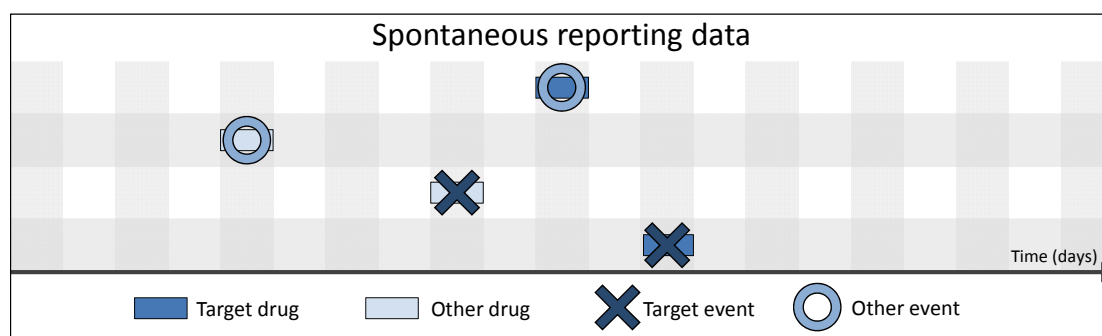 Spontaneous reporting data
Time (days)
Target drug Other drug Target event Other event